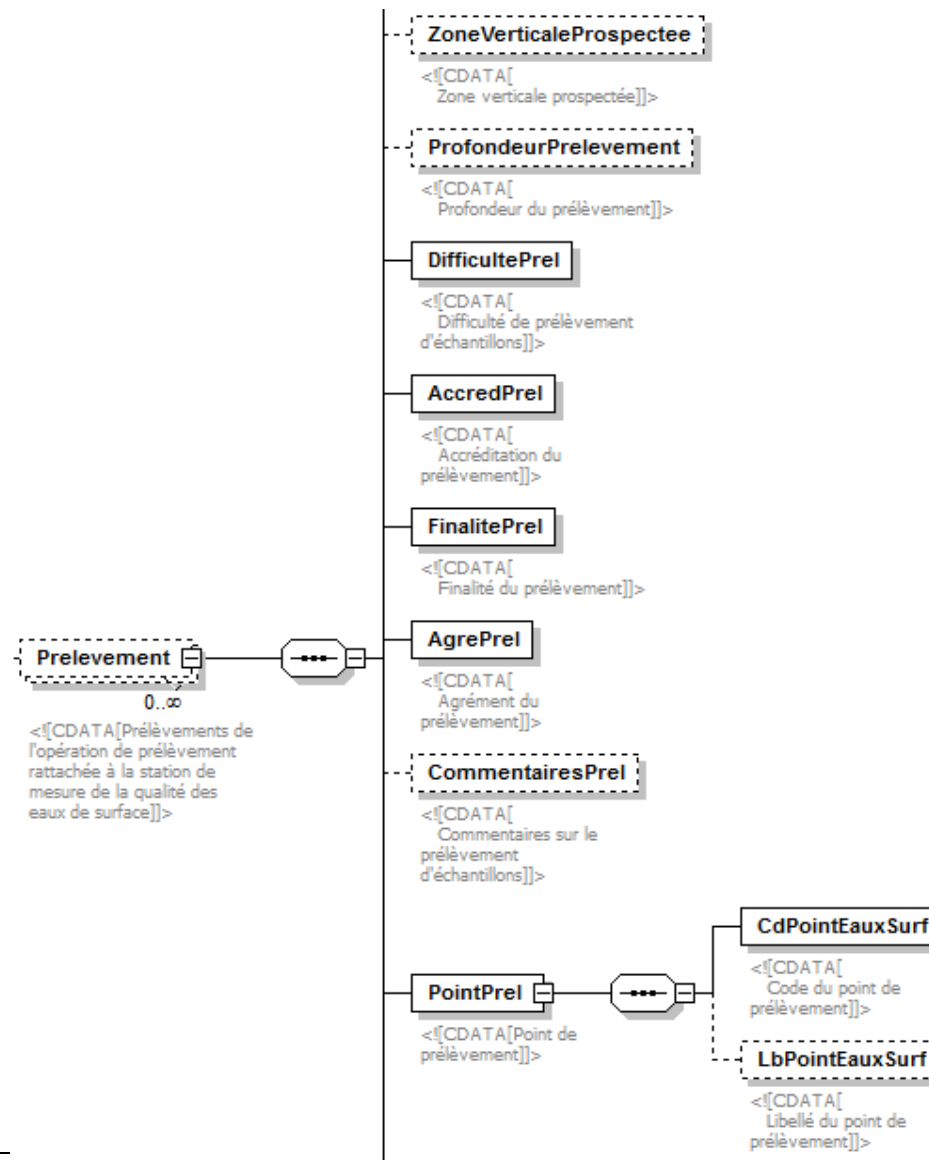 ZoneVerticaleProspectee
<![CDATA[
Zone verticale prospectée]]>
ProfondeurPrelevement
<![CDATA[
Profondeur du prélèvement]]>
DifficultePrel
<![CDATA[
Difficulté de prélèvement
d'échantillons]]>
AccredPrel
<![CDATA[
Accréditation du
prélèvement]]>
FinalitePrel
<![CDATA[
Finalité du prélèvement]]>
Prelevement
0..∞
<![CDATA[Prélèvements de
l'opération de prélèvement
rattachée à la station de
mesure de la qualité des
eaux de surface]]>
AgrePrel
<![CDATA[
Agrément du
prélèvement]]>
CommentairesPrel
<![CDATA[
Commentaires sur le
prélèvement
d'échantillons]]>
PointPrel
<![CDATA[Point de
prélèvement]]>
CdPointEauxSurf
<![CDATA[
Code du point de
prélèvement]]>
LbPointEauxSurf
<![CDATA[
Libellé du point de
prélèvement]]>